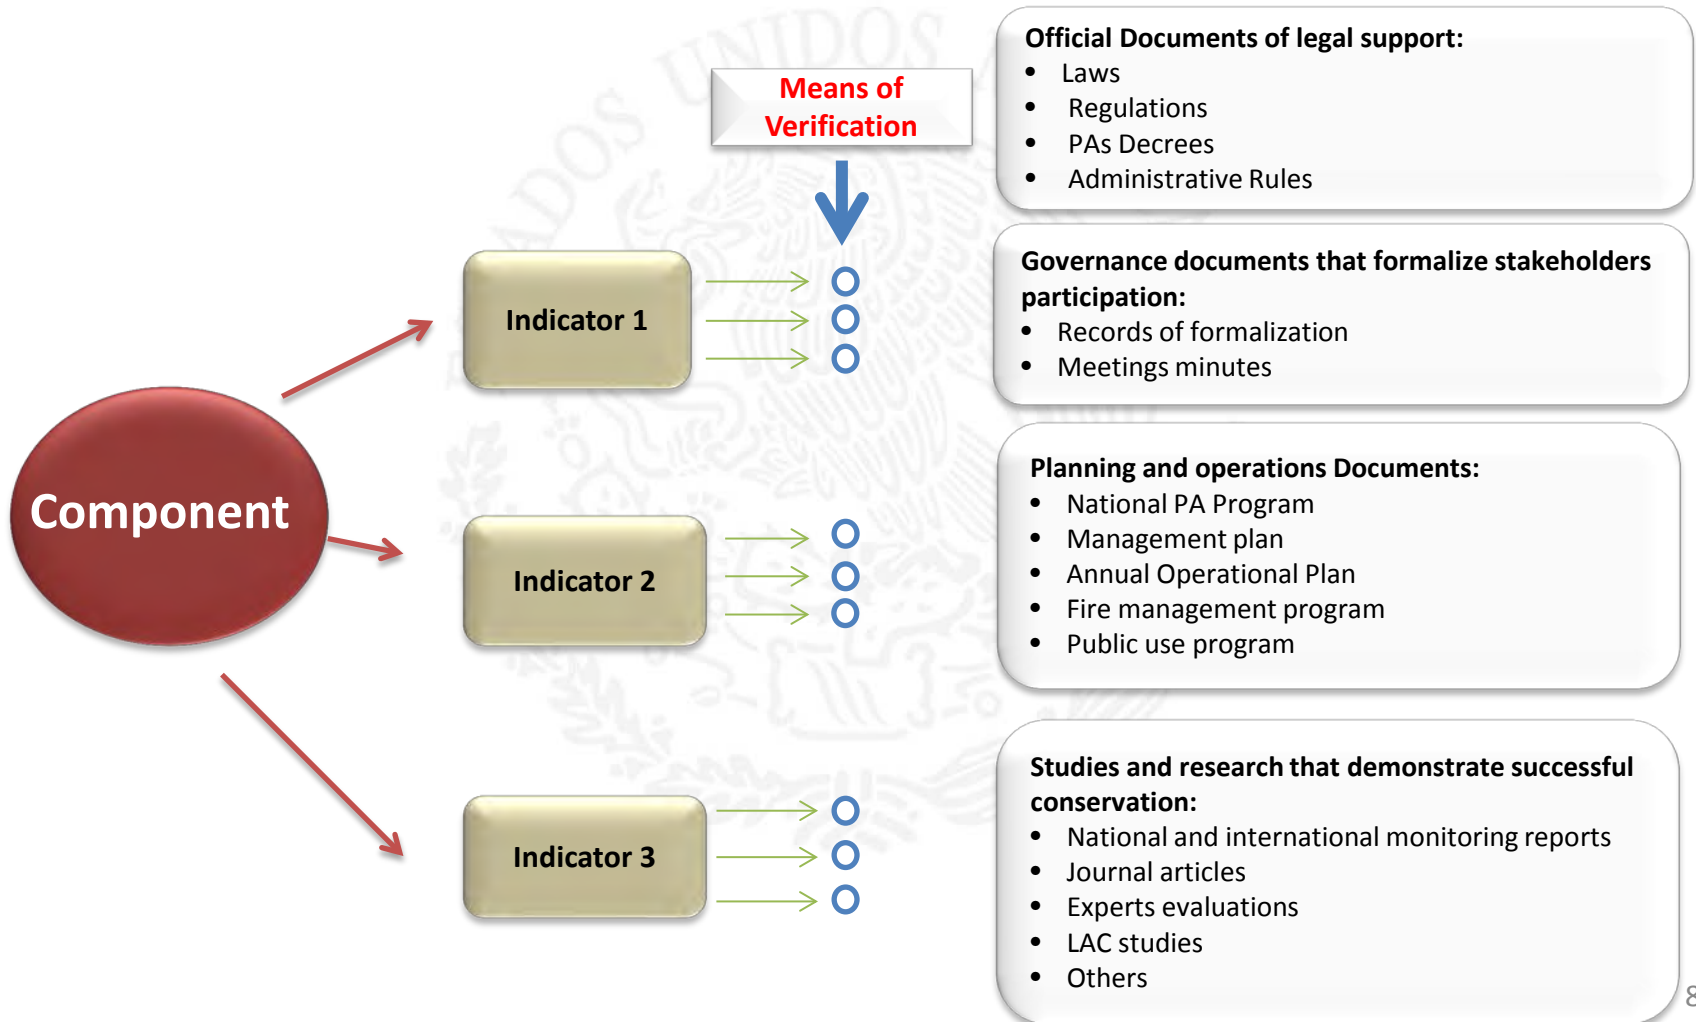 Means of
Verification
Component
Indicator 1
Indicator 2
Indicator 3
Official Documents of legal support:
• Laws
• Regulations
• PAs Decrees
• Administrative Rules
Governance documents that formalize stakeholders
participation:
• Records of formalization
• Meetings minutes
Planning and operations Documents:
• National PA Program
• Management plan
• Annual Operational Plan
• Fire management program
• Public use program
Studies and research that demonstrate successful
conservation:
• National and international monitoring reports
• Journal articles
• Experts evaluations
• LAC studies
• Others
8